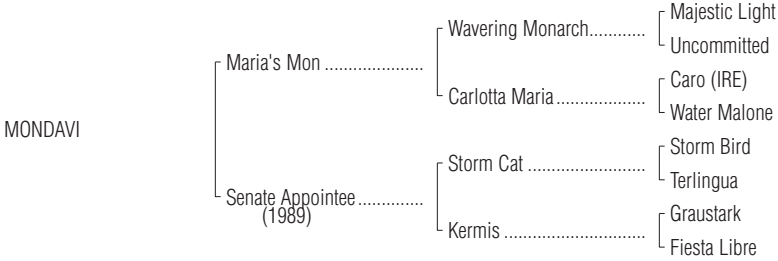 Majestic Light
Wavering Monarch............
Uncommitted
Maria's Mon .....................
Caro (IRE)
Carlotta Maria...................
Water Malone
MONDAVI
Storm Bird
Storm Cat .........................
Terlingua
Senate Appointee..............
(1989)
Graustark
Kermis ..............................
Fiesta Libre